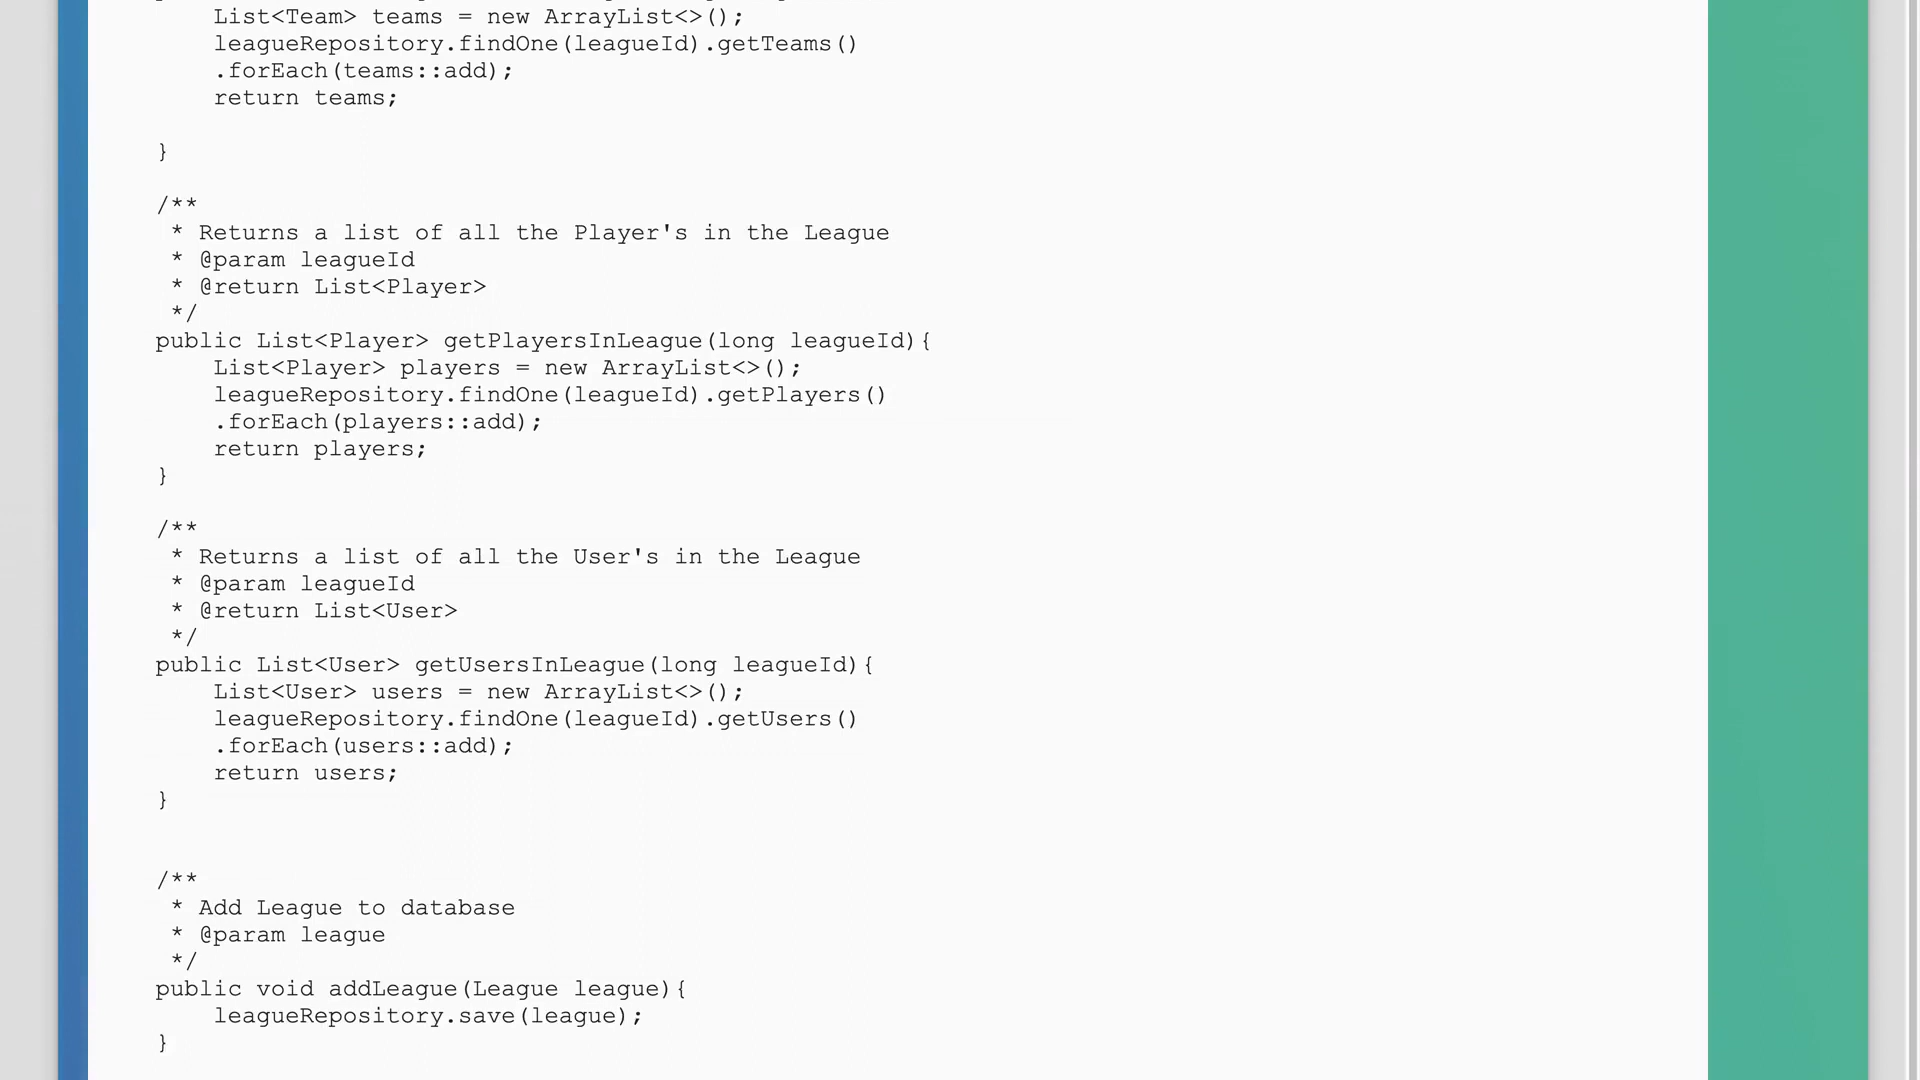 List<Team> teams = new ArrayList<>();
leagueRepository.findOne(leagueId).getTeams()
.forEach(teams::add);
return teams;
}
/**
* Returns a list of all the Player's in the League
* @param leagueId
* @return List<Player>
*/
public List<Player> getPlayersInLeague(long leagueId){
List<Player> players = new ArrayList<>();
leagueRepository.findOne(leagueId).getPlayers()
.forEach(players::add);
return players;
}
/**
* Returns a list of all the User's in the League
* @param leagueId
* @return List<User>
*/
public List<User> getUsersInLeague(long leagueId){
List<User> users = new ArrayList<>();
leagueRepository.findOne(leagueId).getUsers()
.forEach(users::add);
return users;
}
/**
* Add League to database
* @param league
*/
public void addLeague(League league){
leagueRepository.save(league);
}